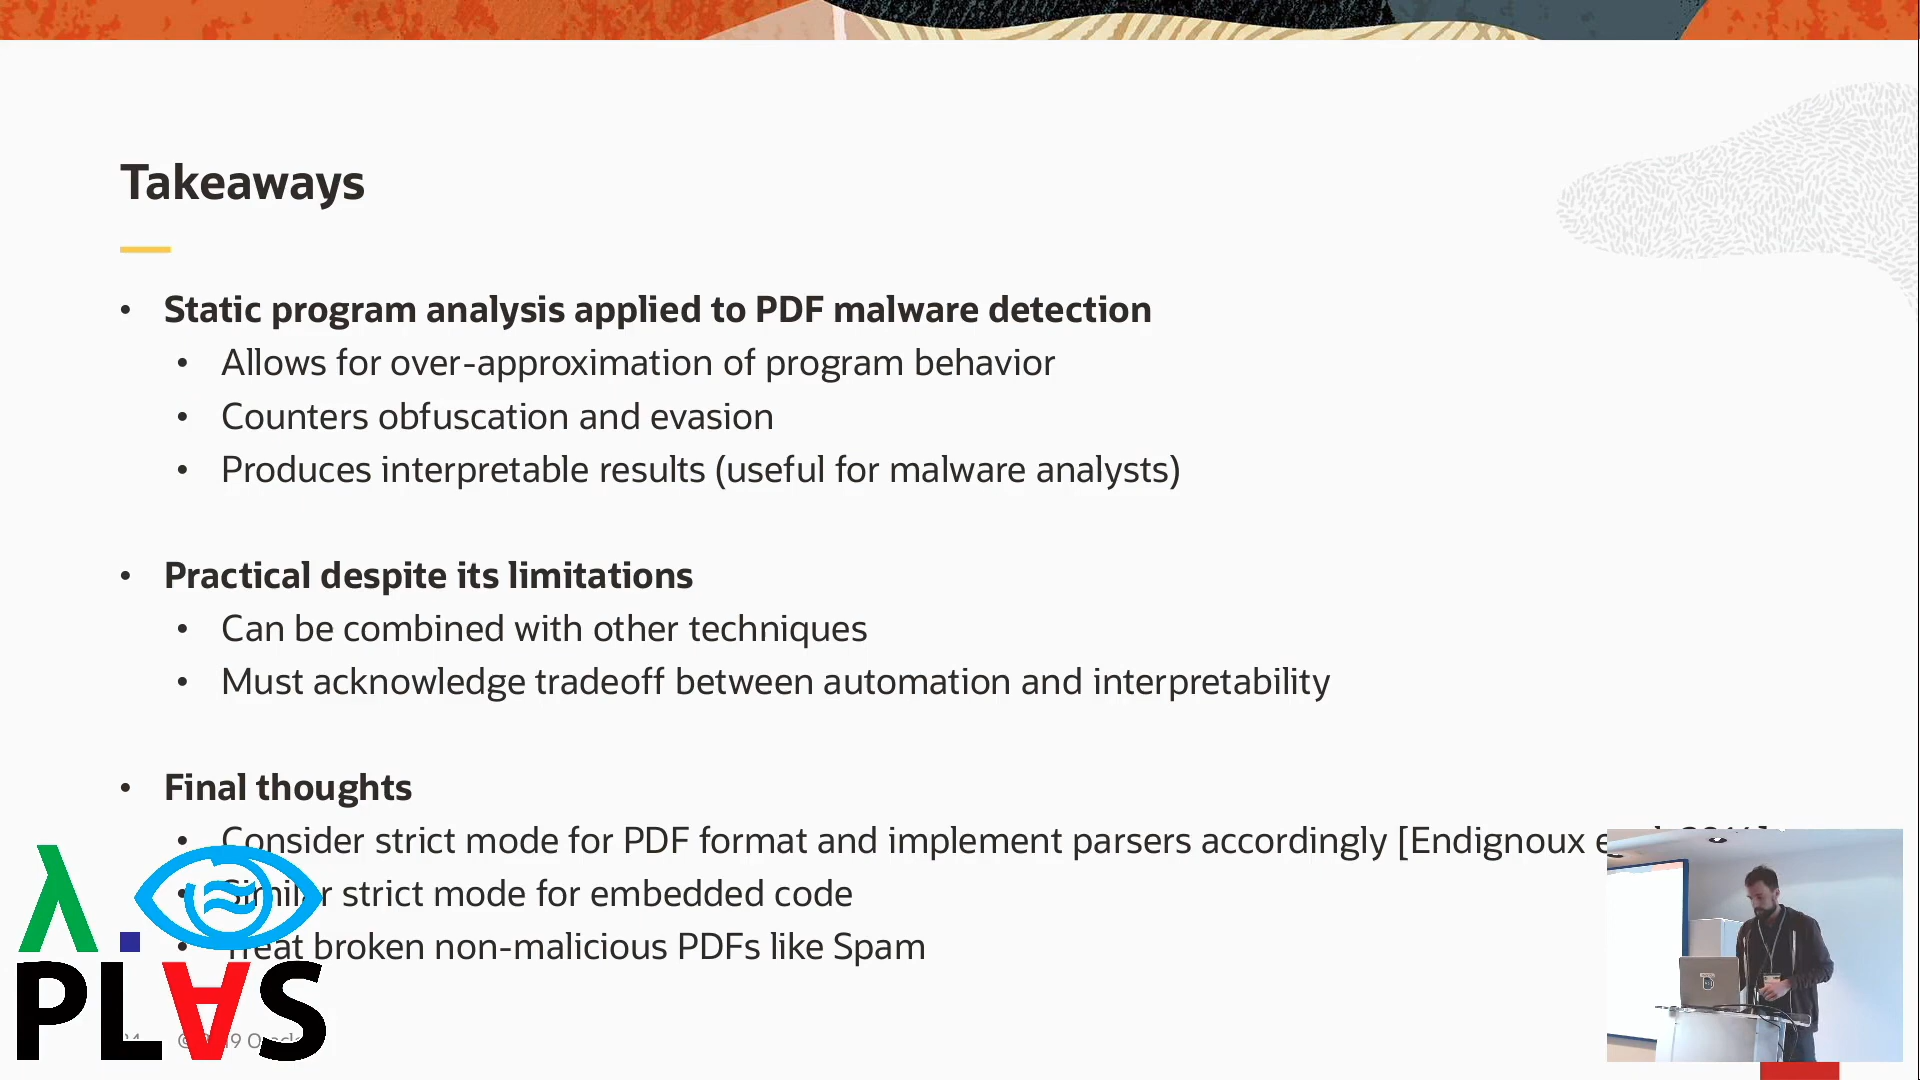 Takeaways
• Static program analysis applied to PDF malware detection
• Allows for over-approximation of program behavior
• Counters obfuscation and evasion
• Produces interpretable results (useful for malware analysts)
• Practical despite its limitations
• Can be combined with other techniques
• Must acknowledge tradeoff between automation and interpretability
• Final thoughts
• Consider strict mode for PDF format and implement parsers accordingly [Endignoux
• Similar strict mode for embedded code
• Treat broken non-malicious PDFs like Spam
λ.
PLAS